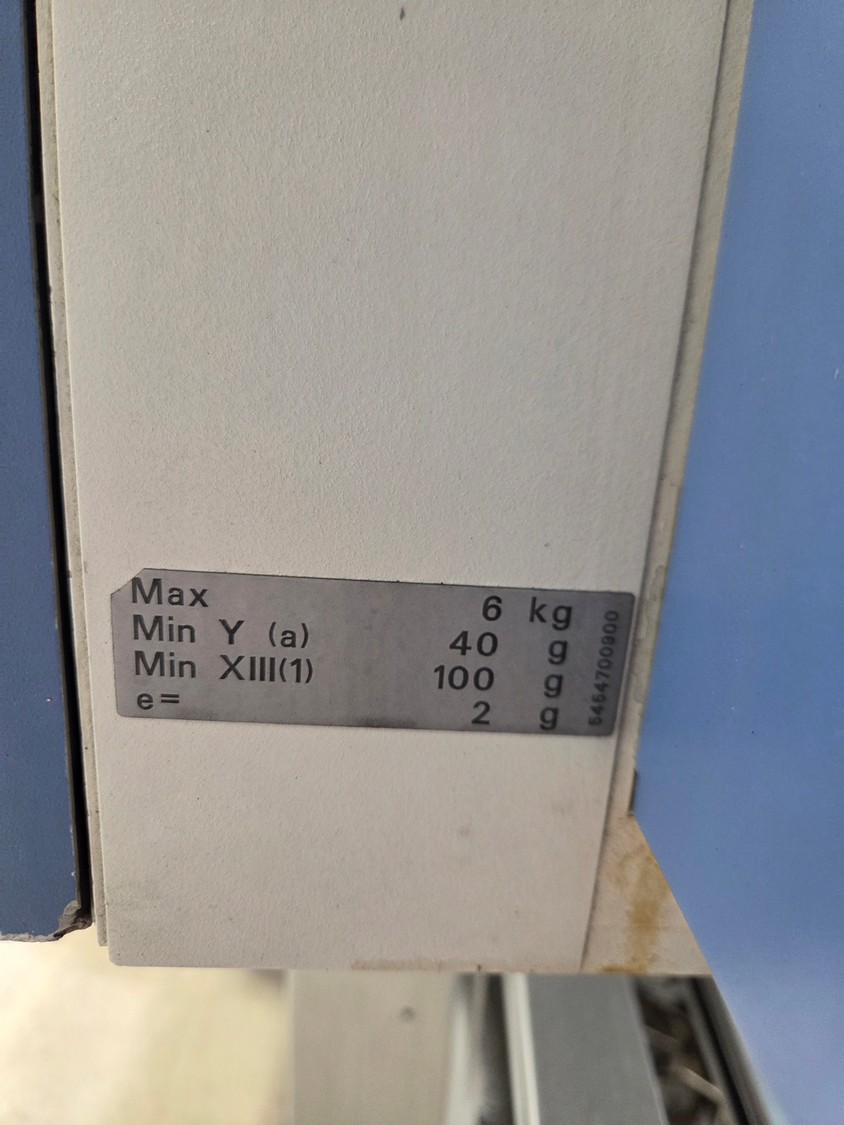 Max 6 kg
Min Y (a) 40 g
Min XIII(1) 100 g
e= 2 g
5454700900